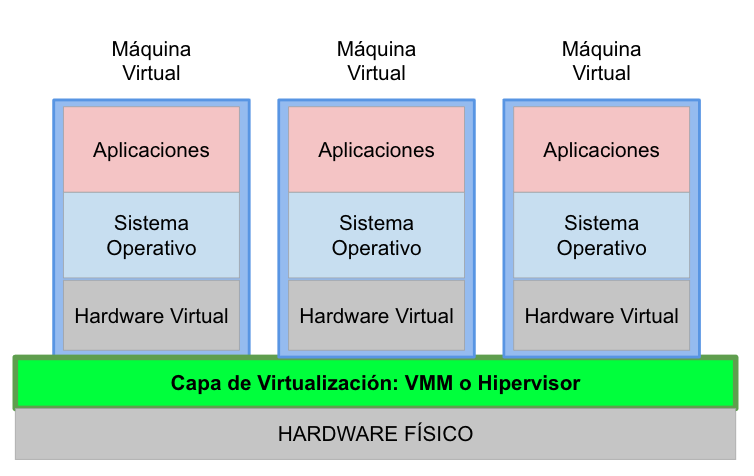 Máquina
Virtual
Máquina
Virtual
Máquina
Virtual
Aplicaciones
Aplicaciones
Aplicaciones
Sistema
Operativo
Sistema
Operativo
Sistema
Operativo
Hardware Virtual
Hardware Virtual
Hardware Virtual
Capa de Virtualización: VMM o Hipervisor
HARDWARE FÍSICO